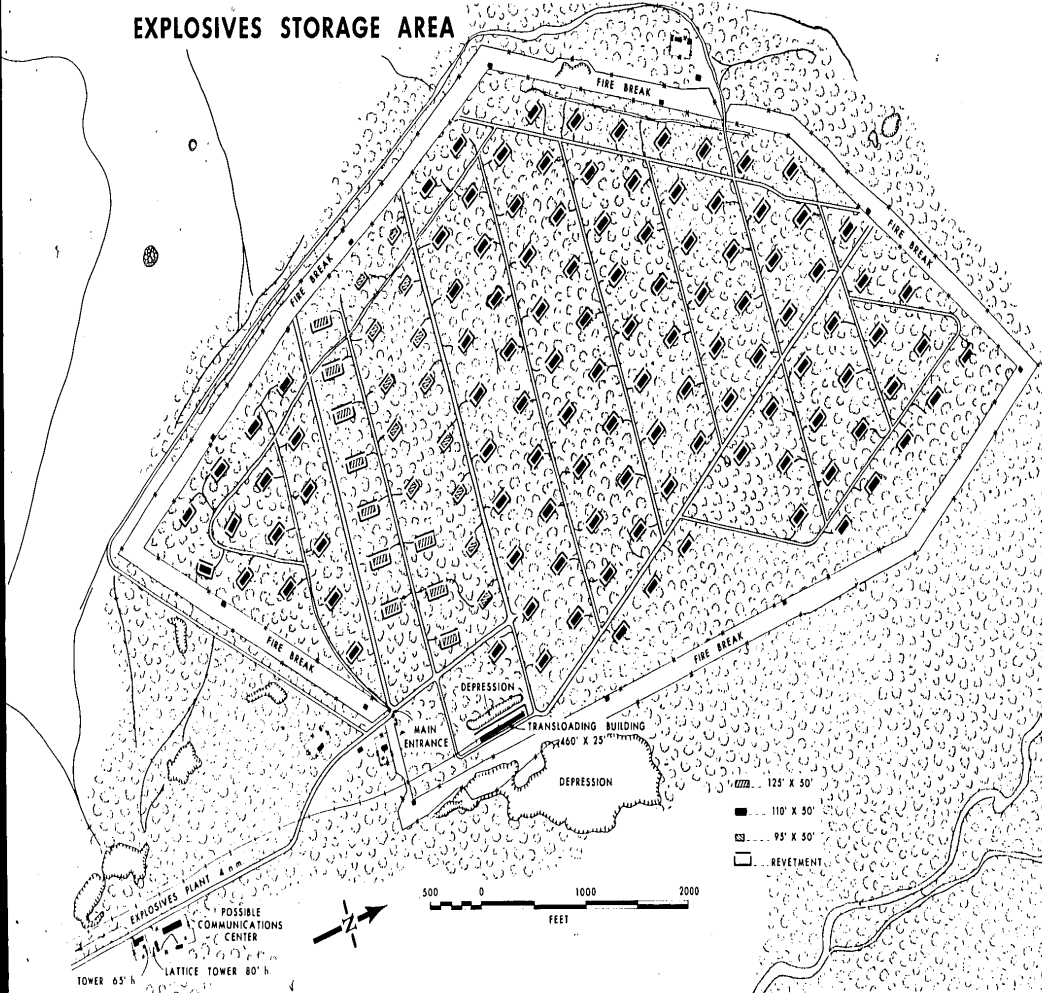 EXPLOSIVES STORAGE AREA
FIRE BREAK
FIRE BREAK
FIRE BREAK
FIRE BREAK
FIRE BREAK
DEPRESSION
MAIN
ENTRANCE
TRANSLOADING BUILDING
460' X 25'
DEPRESSION
125' X 50'
110' X 50'
95' X 50'
REVETMENT
EXPLOSIVES PLANT 4 nm
POSSIBLE
COMMUNICATIONS
CENTER
TOWER 65' h
LATTICE TOWER 80' h
N
500 0 1000 2000
FEET